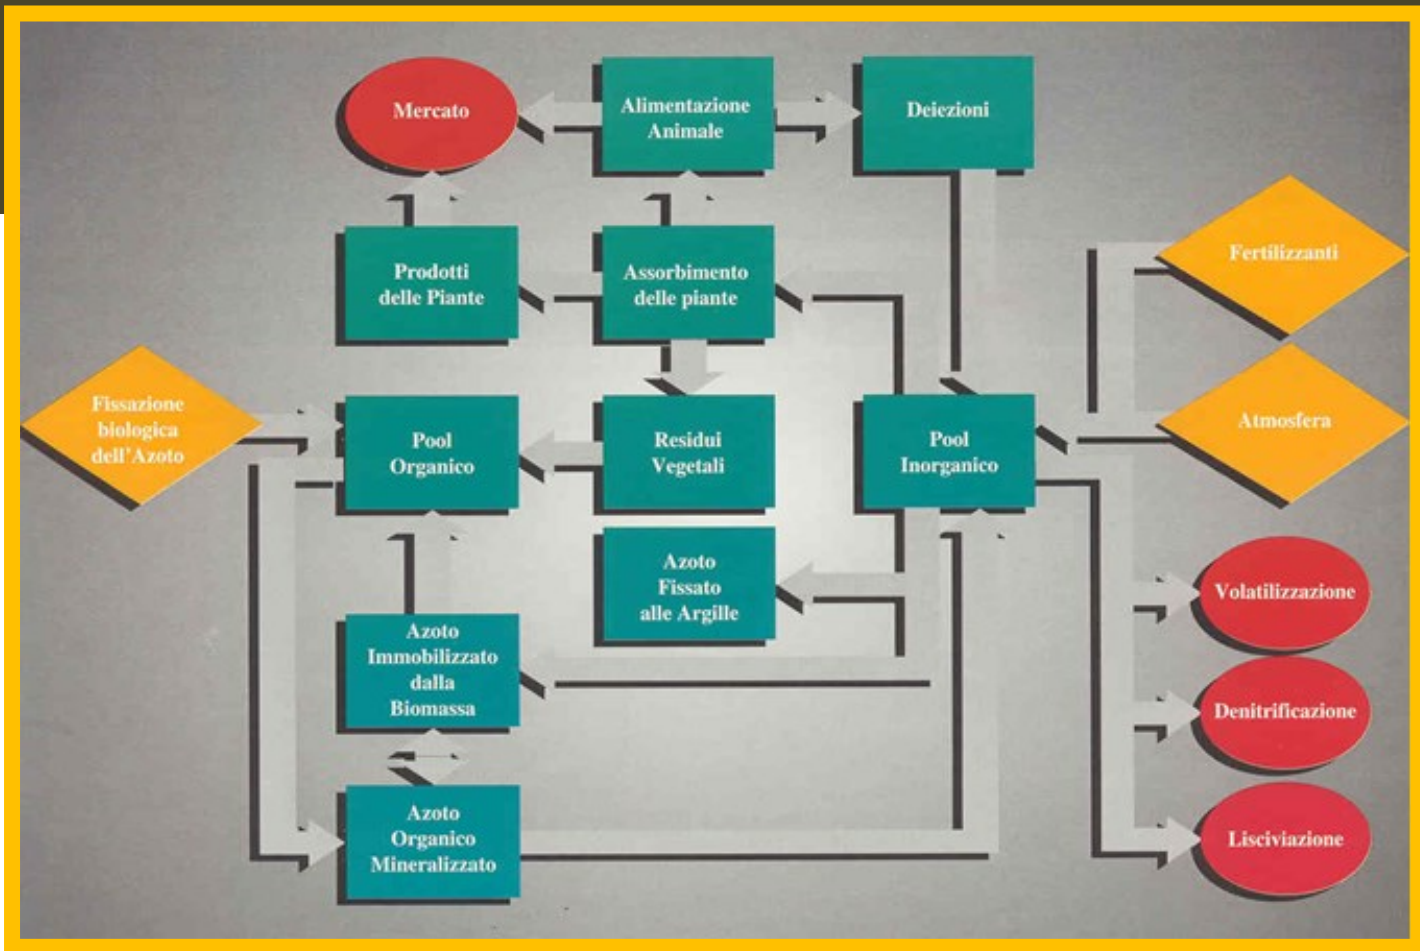 Mercato
Alimentazione
Animale
Deiezioni
Prodotti
delle Piante
Assorbimento
delle piante
Fertilizzanti
Fissazione
biologica
dell'Azoto
Pool
Organico
Residui
Vegetali
Pool
Inorganico
Atmosfera
Azoto
Fissato
alle Argille
Volatilizzazione
Azoto
Immobilizzato
dalla
Biomassa
Denitrificazione
Azoto
Organico
Mineralizzato
Lisciviazione